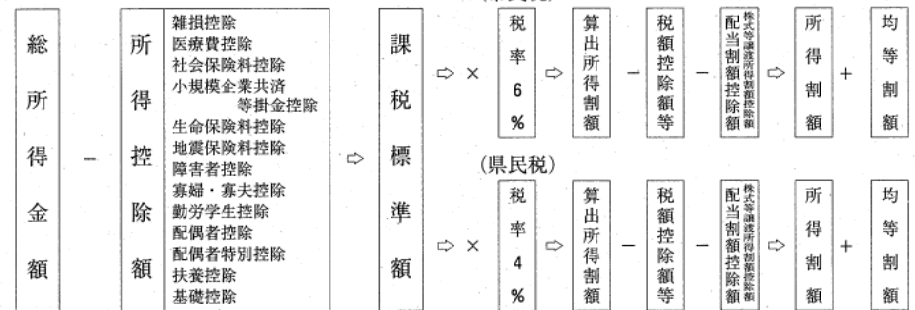 総所得金額
－
所得控除額
雑損控除
医療費控除
社会保険料控除
小規模企業共済
等掛金控除
生命保険料控除
地震保険料控除
障害者控除
寡婦・寡夫控除
勤労学生控除
配偶者控除
配偶者特別控除
扶養控除
基礎控除
⇨
課税標準額
⇨ ×
税率6%
⇨
算出所得割額
－
税額控除額等
－
配当割額控除額
株式等譲渡所得割額控除額
⇨
所得割額
+
均等割額
(県民税)
⇨ ×
税率4%
⇨
算出所得割額
－
税額控除額等
－
配当割額控除額
株式等譲渡所得割額控除額
⇨
所得割額
+
均等割額